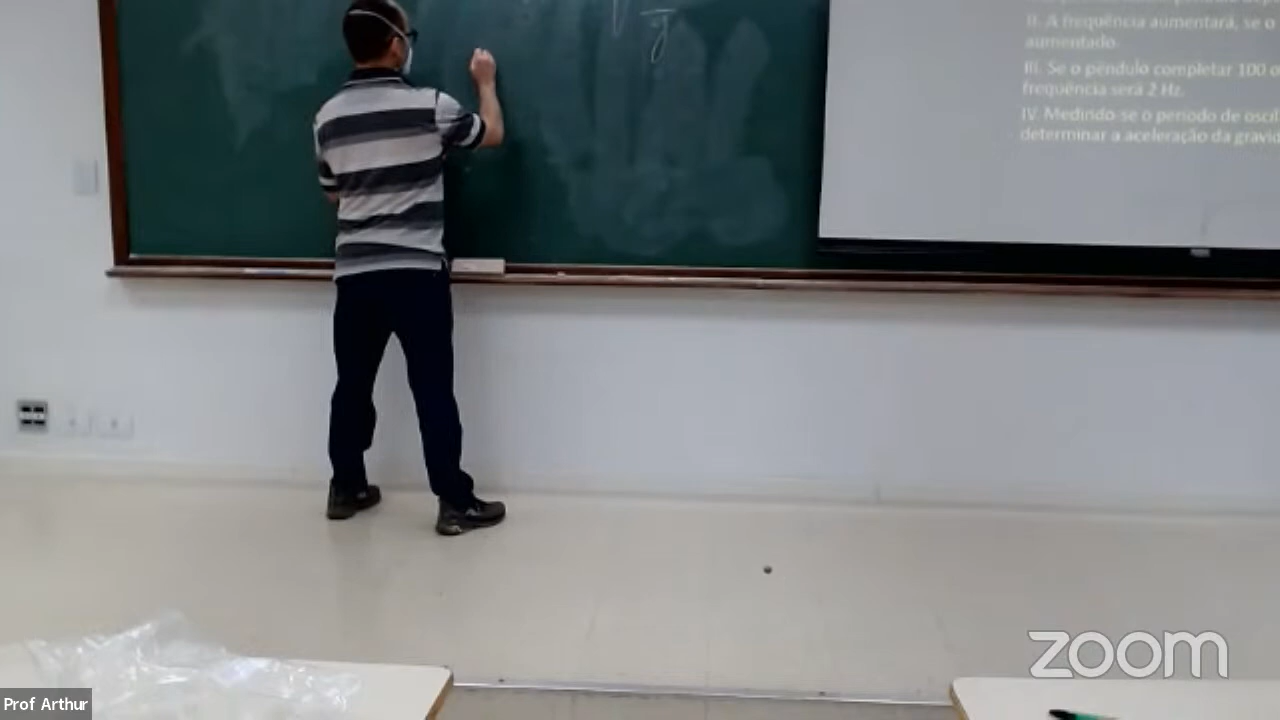 g
II. A frequência aumentará, se o
aumentado.
III. Se o pêndulo completar 100 o
frequência será 2 Hz.
IV. Medindo-se o período de oscil
determinar a aceleração da gravid
zoom
Prof Arthur